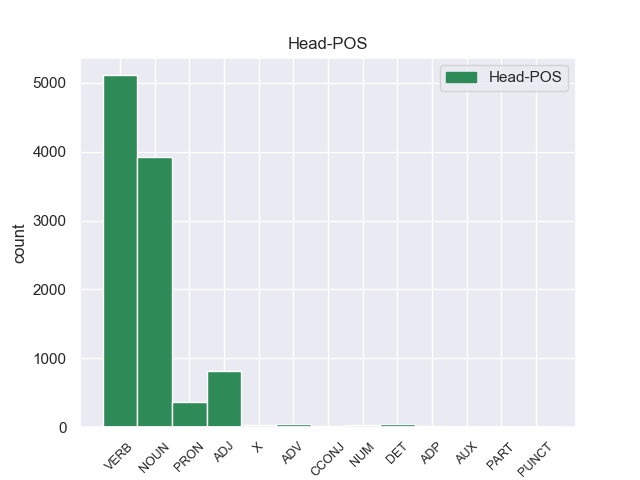 Head-POS
Head-POS
5000
4000
3000
2000
1000
0
count
VERB NOUN PRON ADJ X ADV CCONJ NUM DET ADP AUX PART PUNCT